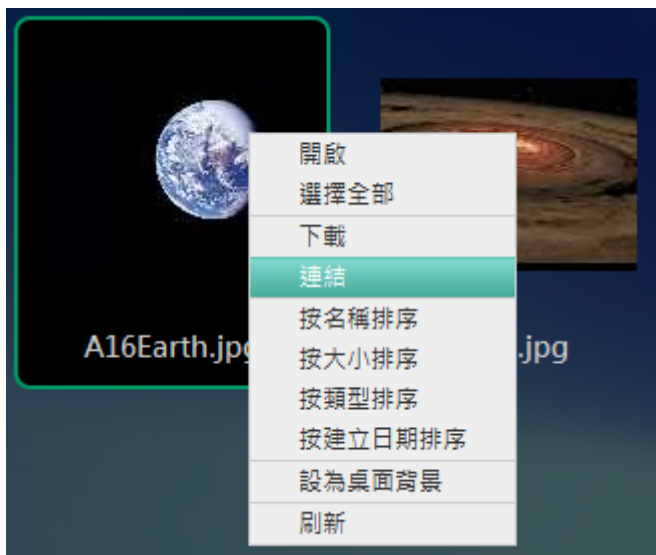 開啟
選擇全部
下載
連結
按名稱排序
按大小排序
按類型排序
按建立日期排序
設為桌面背景
刷新
A16Earth.jpg
.jpg